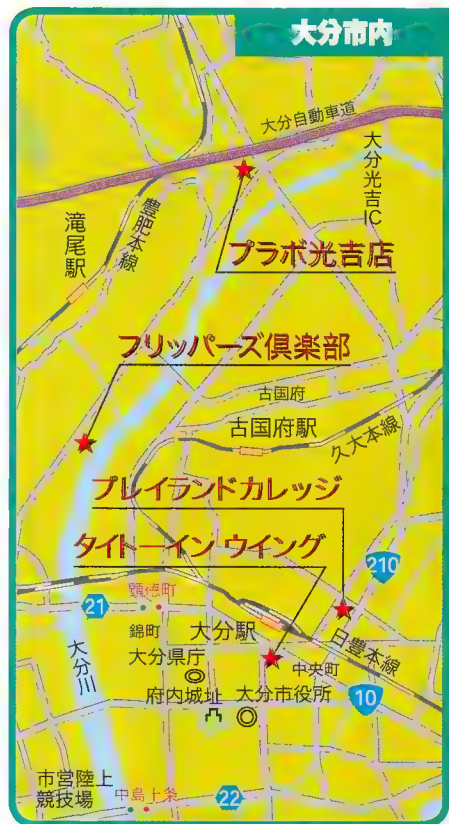 大分市内
大分自動車道
大分光吉IC
豊肥本線
滝尾駅
プラボ光吉店
フリッパーズ倶楽部
古国府
古国府駅
久大本線
プレイランドカレッジ
タイトーイン ウイング
210
21
顕徳町
錦町
大分駅
日豊本線
大分県庁
中央町
大分川
府内城址
大分市役所
10
市営陸上
競技場
中島十条
22